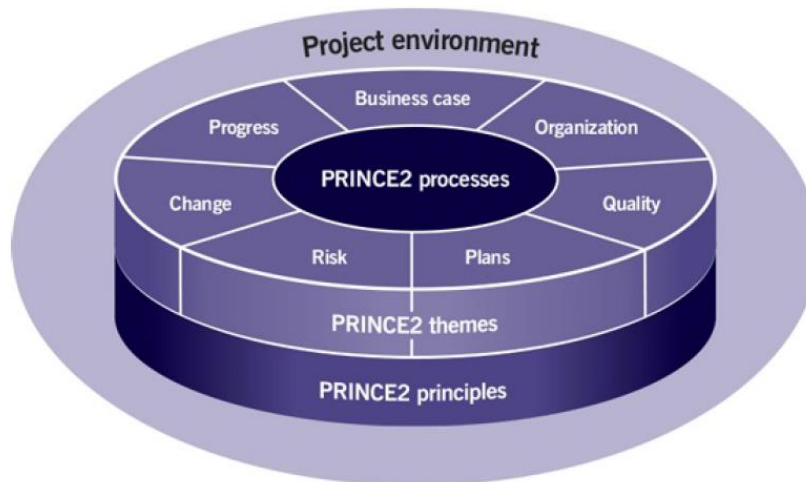 Project environment
Business case
Progress
Organization
PRINCE2 processes
Change
Quality
Risk
Plans
PRINCE2 themes
PRINCE2 principles